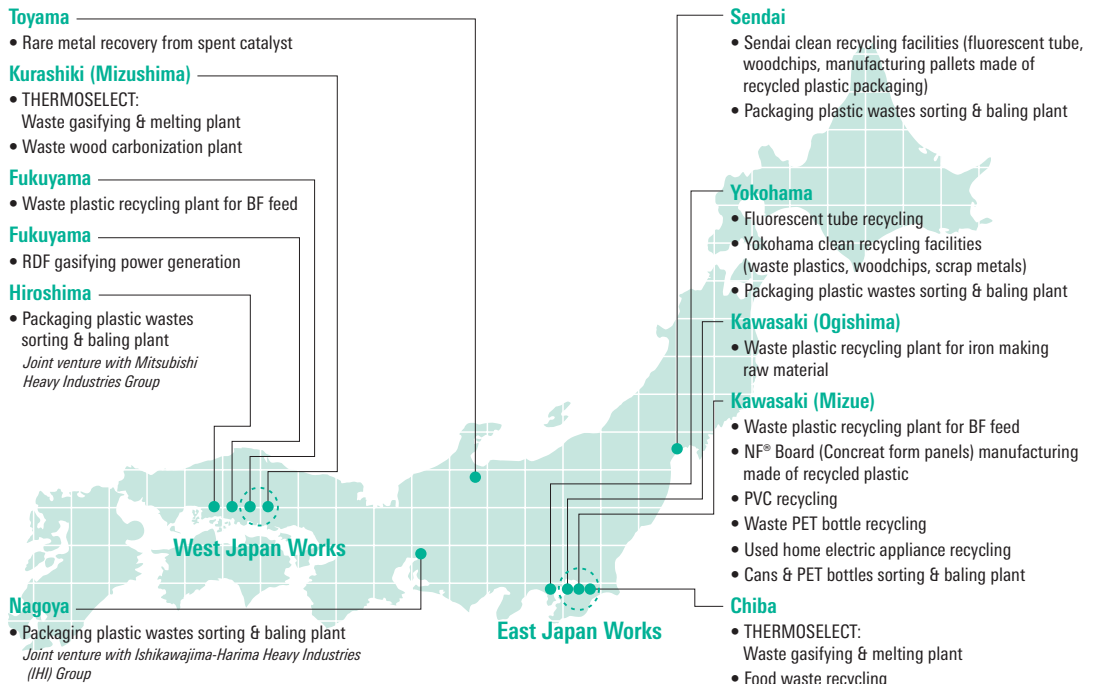 Toyama
• Rare metal recovery from spent catalyst
Kurashiki (Mizushima)
• THERMOSELECT:
Waste gasifying & melting plant
• Waste wood carbonization plant
Fukuyama
• Waste plastic recycling plant for BF feed
Fukuyama
• RDF gasifying power generation
Hiroshima
• Packaging plastic wastes
sorting & baling plant
Joint venture with Mitsubishi
Heavy Industries Group
West Japan Works
Nagoya
• Packaging plastic wastes sorting & baling plant
Joint venture with Ishikawajima-Harima Heavy Industries
(IHI) Group
Sendai
• Sendai clean recycling facilities (fluorescent tube,
woodchips, manufacturing pallets made of
recycled plastic packaging)
• Packaging plastic wastes sorting & baling plant
Yokohama
• Fluorescent tube recycling
• Yokohama clean recycling facilities
(waste plastics, woodchips, scrap metals)
• Packaging plastic wastes sorting & baling plant
Kawasaki (Ogishima)
• Waste plastic recycling plant for iron making
raw material
Kawasaki (Mizue)
• Waste plastic recycling plant for BF feed
• NF® Board (Concreat form panels) manufacturing
made of recycled plastic
• PVC recycling
• Waste PET bottle recycling
• Used home electric appliance recycling
• Cans & PET bottles sorting & baling plant
East Japan Works
Chiba
• THERMOSELECT:
Waste gasifying & melting plant
• Food waste recycling